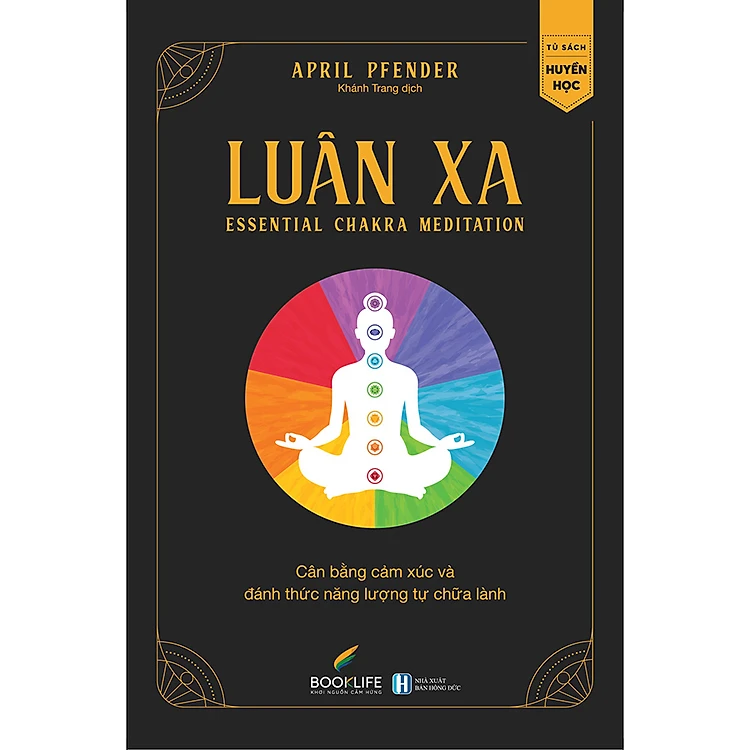 APRIL PFENDER
Khánh Trang dịch
TỦ SÁCH
HUYỀN
HỌC
LUÂN XA
ESSENTIAL CHAKRA MEDITATION
Cân bằng cảm xúc và
đánh thức năng lượng tự chữa lành
BOOKLIFE
KHƠI NGUỒN CẢM HỨNG
H
NHÀ XUẤT
BẢN HỒNG ĐỨC